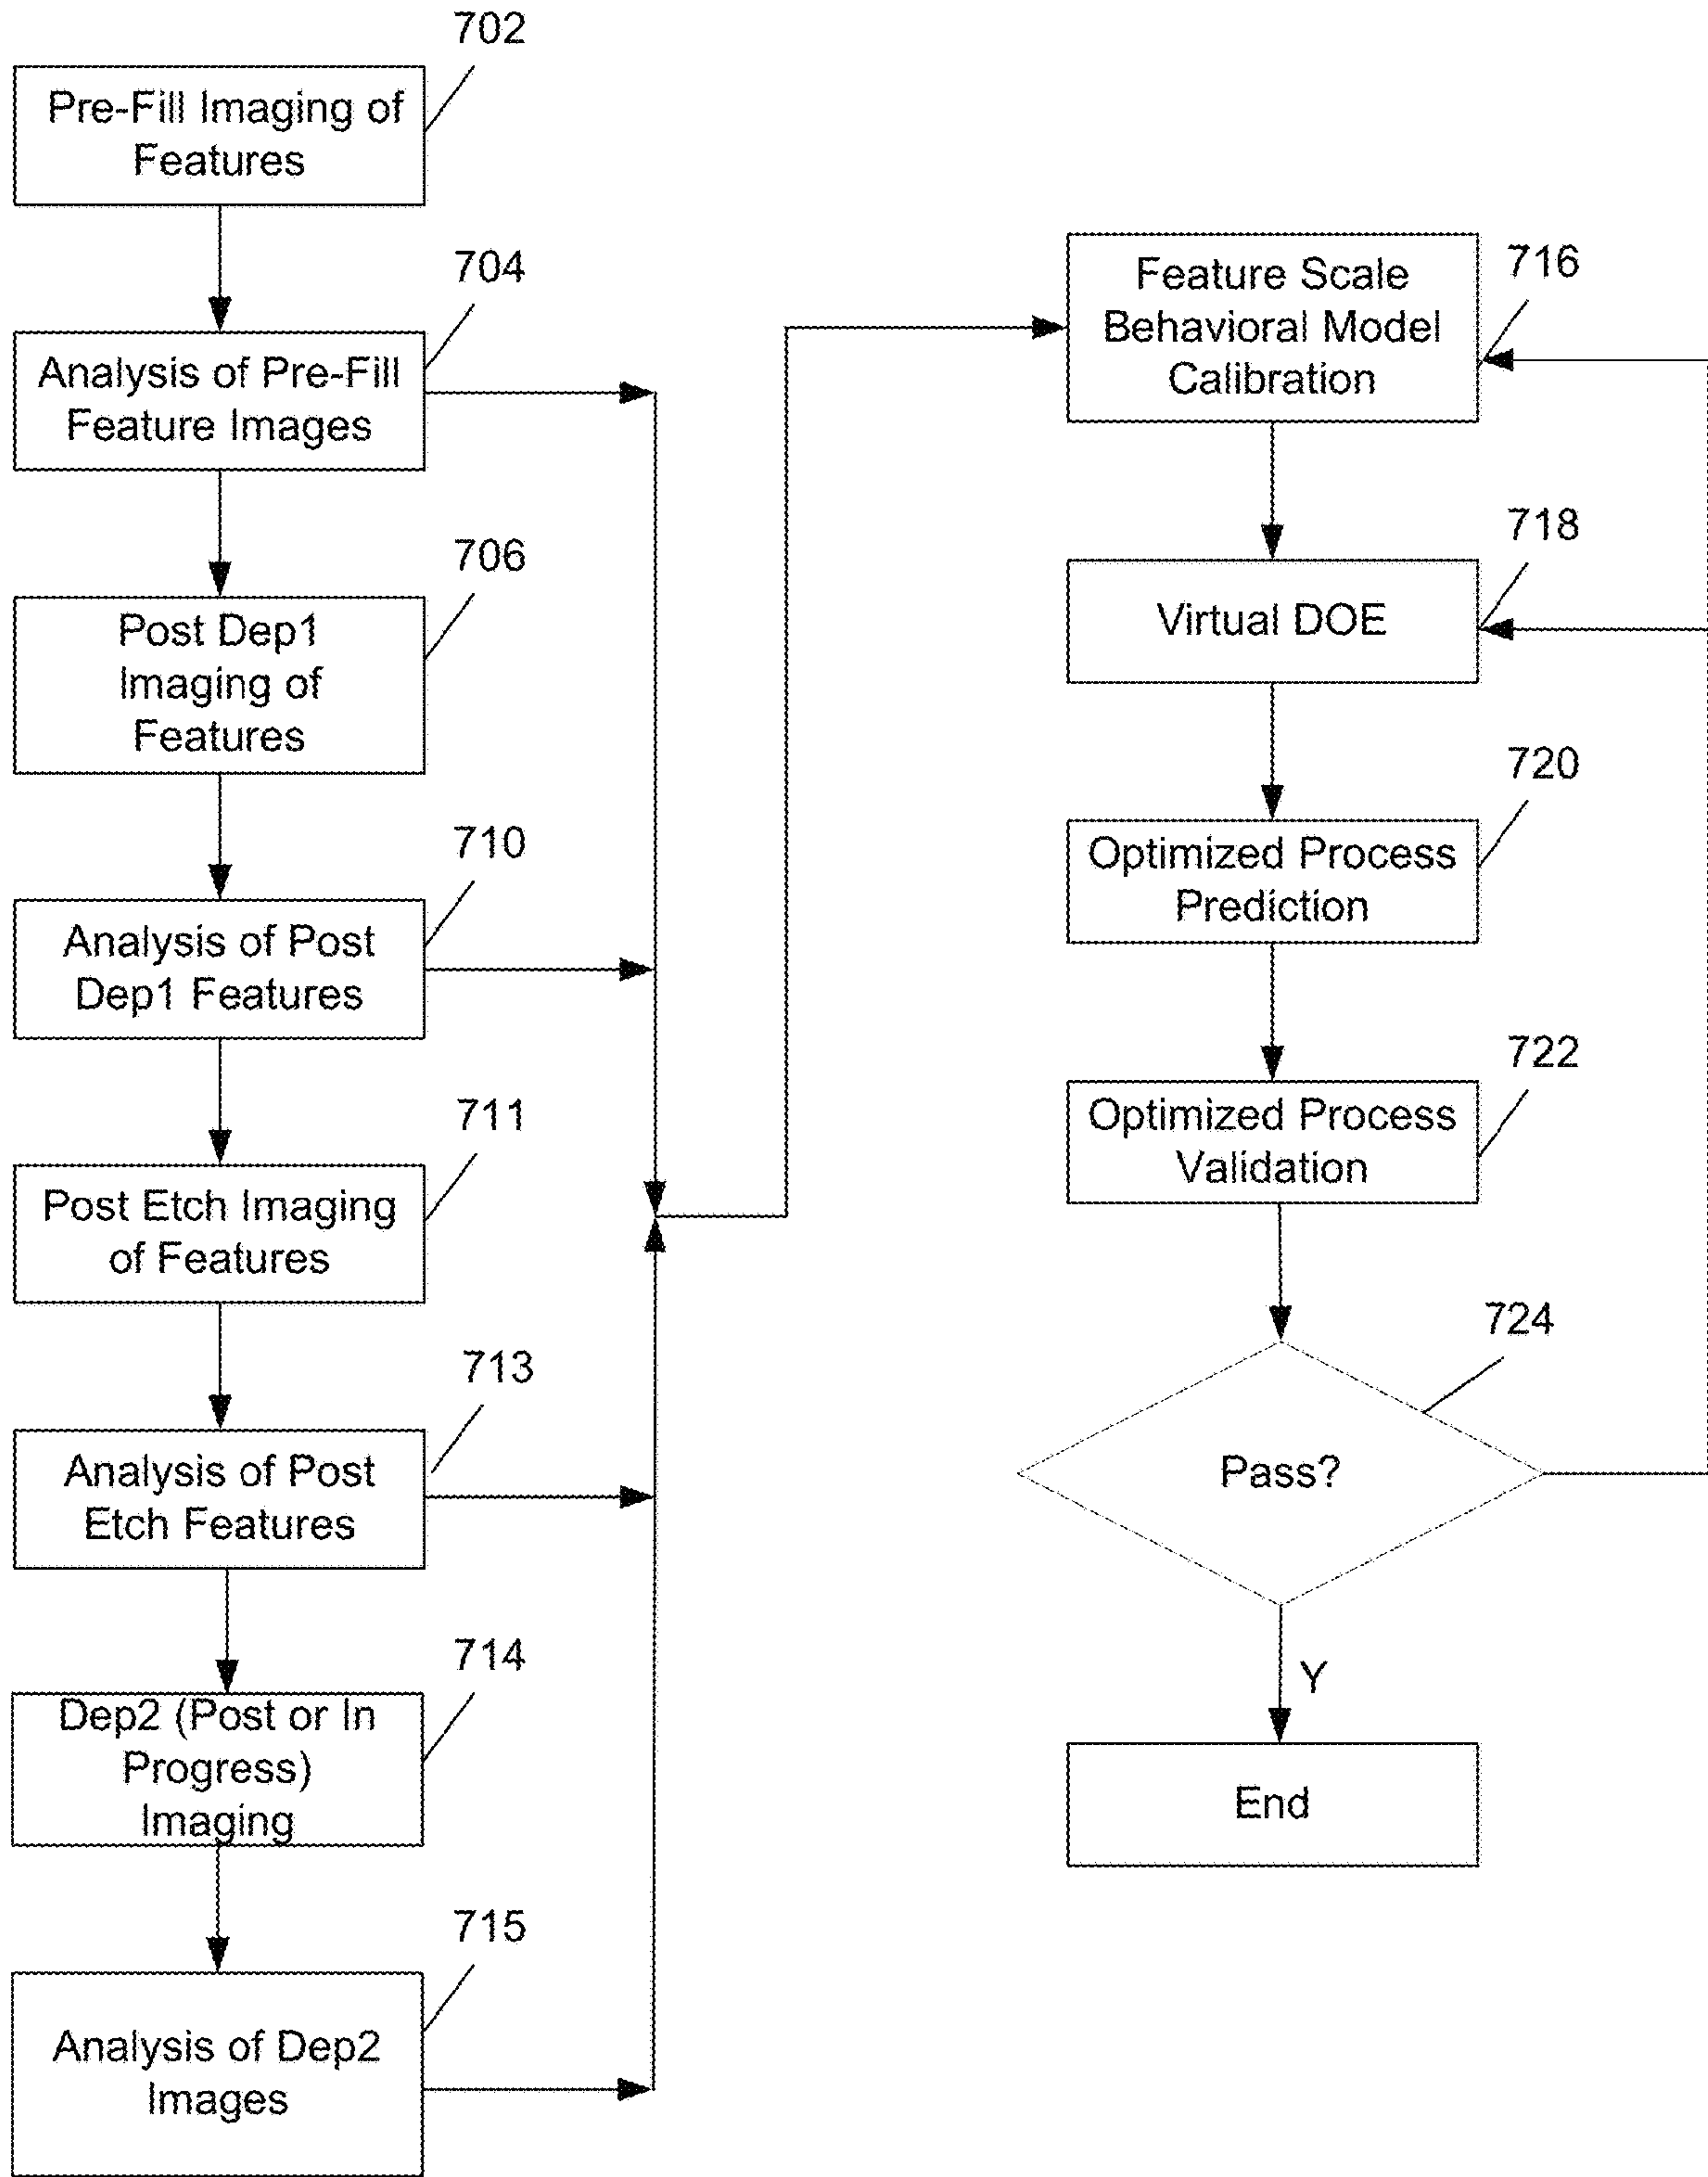 702
Pre-Fill Imaging of
Features
704
Analysis of Pre-Fill
Feature Images
706
Post Dep1
Imaging of
Features
710
Analysis of Post
Dep1 Features
711
Post Etch Imaging
of Features
713
Analysis of Post
Etch Features
714
Dep2 (Post or In
Progress)
Imaging
715
Analysis of Dep2
Images
716
Feature Scale
Behavioral Model
Calibration
718
Virtual DOE
720
Optimized Process
Prediction
722
Optimized Process
Validation
724
Pass?
Y
End